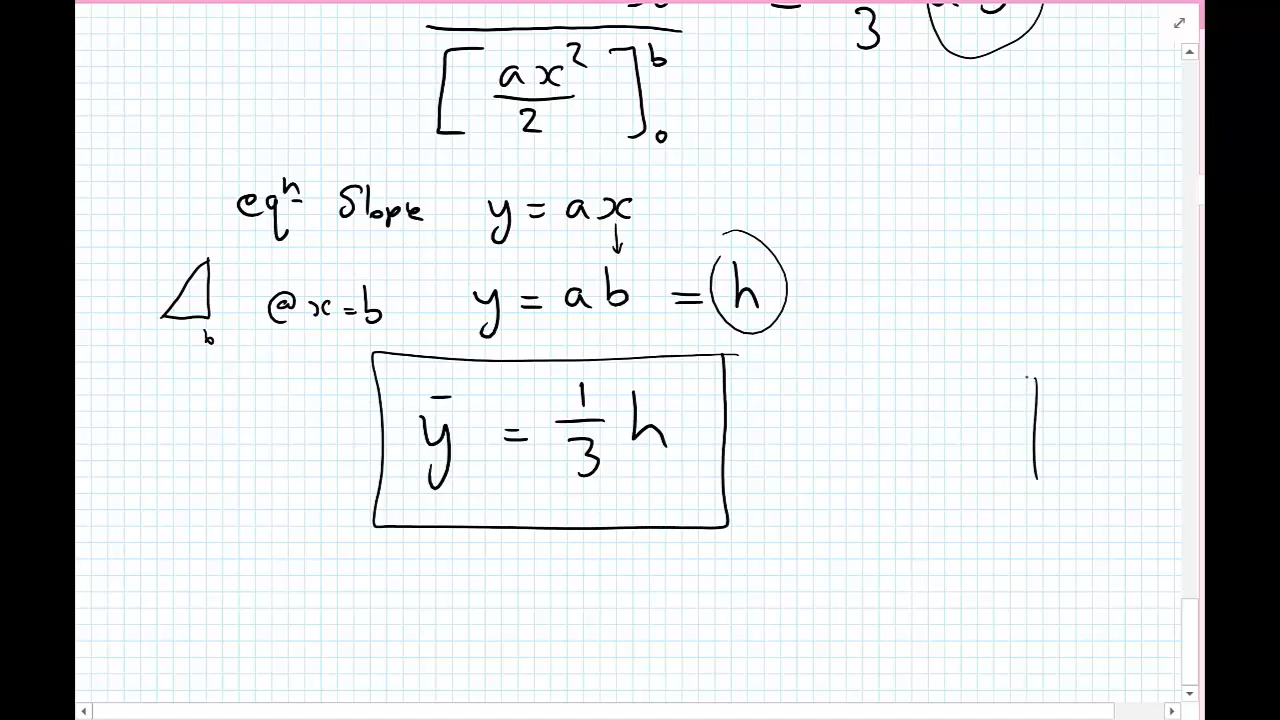 = 3
[ ax²/2 ]₀ᵇ
eqⁿ Slope y = ax
b @ x = b y = ab = h
ȳ = 1/3 h